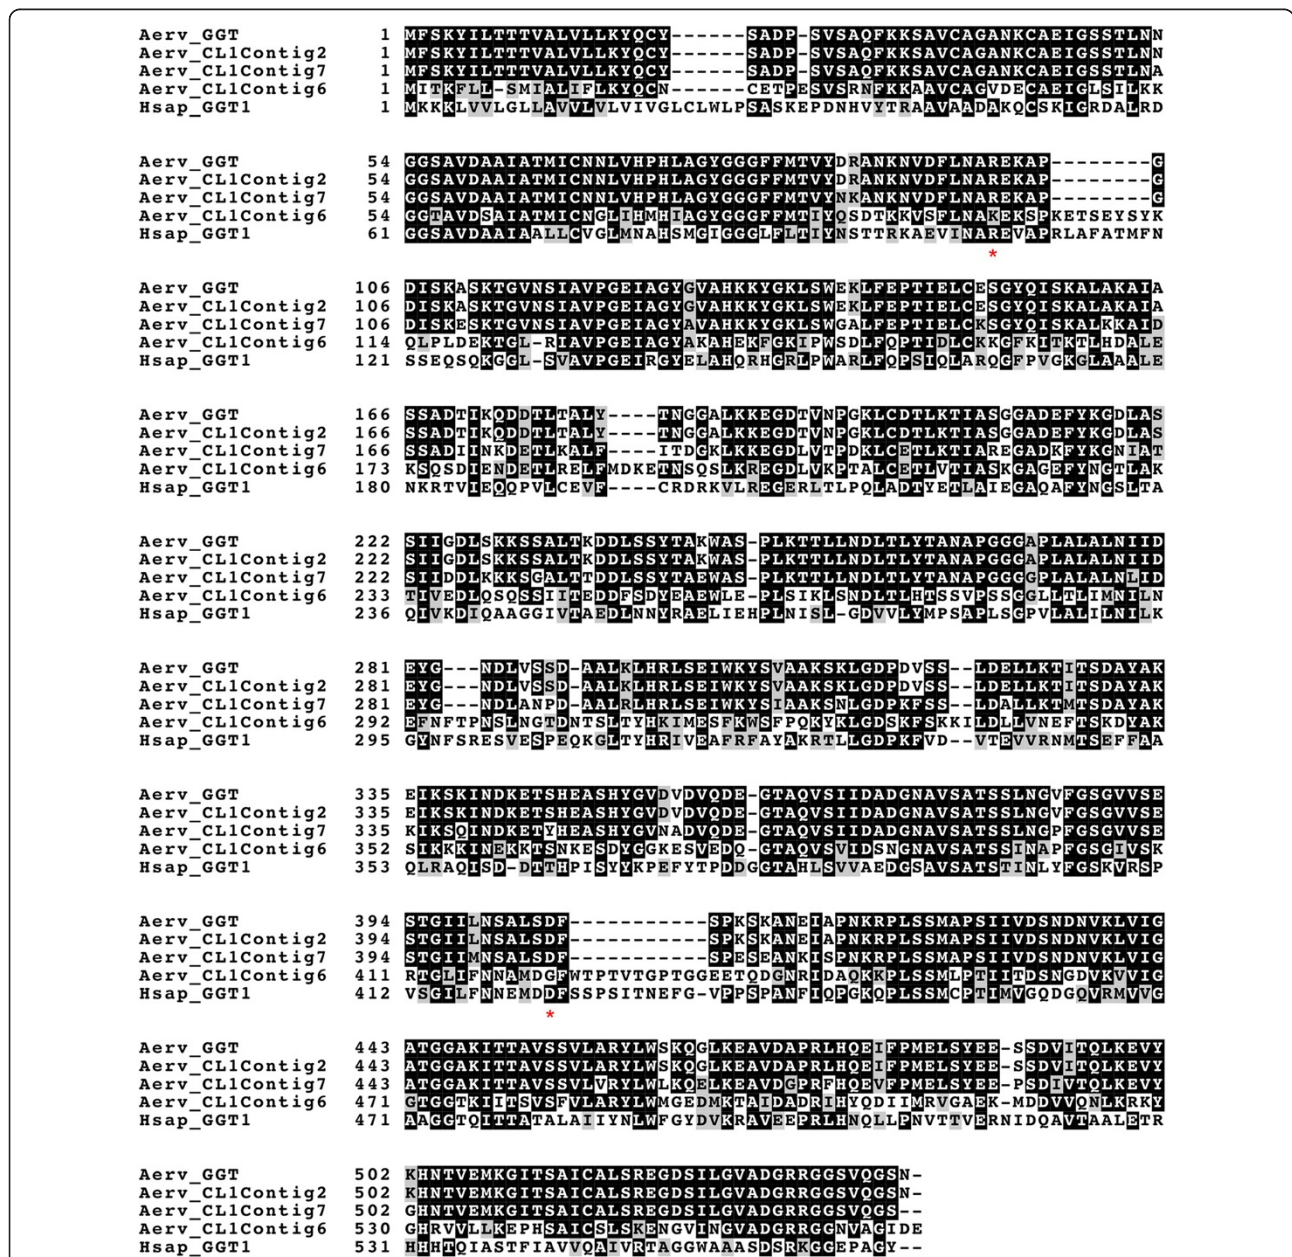 Aerv_GGT 1 MFSKYILTTTVALVLLKYQCY------SADP-SVSAQFKKSAVCAGANKCAEIGSSTLNN
Aerv_CL1Contig2 1 MFSKYILTTTVALVLLKYQCY------SADP-SVSAQFKKSAVCAGANKCAEIGSSTLNN
Aerv_CL1Contig7 1 MFSKYILTTTVALVLLKYQCY------SADP-SVSAQFKKSAVCAGANKCAEIGSSTLNA
Aerv_CL1Contig6 1 MITKFLL-SMIALIFLKYQCN------CETPESVSRNFKKAAVCAGVDECAEIGLSILKK
Hsap_GGT1 1 MKKKLVVLGLLAVVLVLVIVGLCLWLPSASKEPDNHVYTRAAVAADAKQCSKIGRDALRD
Aerv_GGT 54 GGSAVDAAIATMICNNLVHPHLAGYGGGFFMTVYDRANKNVDFLNAREKAP--------G
Aerv_CL1Contig2 54 GGSAVDAAIATMICNNLVHPHLAGYGGGFFMTVYDRANKNVDFLNAREKAP--------G
Aerv_CL1Contig7 54 GGSAVDAAIATMICNNLVHPHLAGYGGGFFMTVYNKANKNVDFLNAREKAP--------G
Aerv_CL1Contig6 54 GGTAVDSAIATMICNGLIHMHIAGYGGGFFMTIYQSDTKKVSFLNAKEKSPKETSEYSYK
Hsap_GGT1 61 GGSAVDAAIAALLCVGLMNAHSMGIGGGLFLTIYNSTTRKAEVINAREVAPRLAFATMFN
*
Aerv_GGT 106 DISKASKTGVNSIAVPGEIAGYGVAHKKYGKLSWEKLFEPTIELCESGYQISKALAKAIA
Aerv_CL1Contig2 106 DISKASKTGVNSIAVPGEIAGYGVAHKKYGKLSWEKLFEPTIELCESGYQISKALAKAIA
Aerv_CL1Contig7 106 DISKESKTGVNSIAVPGEIAGYAVAHKKYGKLSWGALFEPTIELCKSGYQISKALKKAID
Aerv_CL1Contig6 114 QLPLDEKTGL-RIAVPGEIAGYAKAHEKFGKIPWSDLFQPTIDLCKKGFKITKTLHDALE
Hsap_GGT1 121 SSEQSQKGGL-SVAVPGEIRGYELAHQRHGRLPWARLFQPSIQLARQGFPVGKGLAAALE
Aerv_GGT 166 SSADTIKQDDTLTALY----TNGGALKKEGDTVNPGKLCDTLKTIASGGADEFYKGDLAS
Aerv_CL1Contig2 166 SSADTIKQDDTLTALY----TNGGALKKEGDTVNPGKLCDTLKTIASGGADEFYKGDLAS
Aerv_CL1Contig7 166 SSADIINKDETLKALF----ITDGKLKKEGDLVTPDKLCETLKTIAREGADKFYKGNIAT
Aerv_CL1Contig6 173 KSQSDIENDETLRELFMDKETNSQSLKREGDLVKPTALCETLVTIASKGAGEFYNGTLAK
Hsap_GGT1 180 NKRTVIEQQPVLCEVF----CRDRKVLREGERLTLPQLADTYETLAIEGAQAFYNGSLTA
Aerv_GGT 222 SIIGDLSKKSSALTKDDLSSYTAKWAS-PLKTTLLNDLTLYTANAPGGGAPLALALNIID
Aerv_CL1Contig2 222 SIIGDLSKKSSALTKDDLSSYTAKWAS-PLKTTLLNDLTLYTANAPGGGAPLALALNIID
Aerv_CL1Contig7 222 SIIDDLKKKSGALTTDDLSSYTAEWAS-PLKTTLLNDLTLYTANAPGGGGPLALALNLID
Aerv_CL1Contig6 233 TIVEDLQSQSSIITEDDFSDYEAEWLE-PLSIKLSNDLTLHTSSVPSSGGLLTLIMNILN
Hsap_GGT1 236 QIVKDIQAAGGIVTAEDLNNYRAELIEHPLNISL-GDVVLYMPSAPLSGPVLALILNILK
Aerv_GGT 281 EYG---NDLVSSD-AALKLHRLSEIWKYSVAAKSKLGDPDVSS--LDELLKTITSDAYAK
Aerv_CL1Contig2 281 EYG---NDLVSSD-AALKLHRLSEIWKYSVAAKSKLGDPDVSS--LDELLKTITSDAYAK
Aerv_CL1Contig7 281 EYG---NDLANPD-AALRLHRLSEIWKYSIAAKSNLGDPKFSS--LDALLKTMTSDAYAK
Aerv_CL1Contig6 292 EFNFTPNSLNGTDNTSLTYHKIMESFKWSFPQKYKLGDSKFSKKILDLLVNEFTSKDYAK
Hsap_GGT1 295 GYNFSRESVESPEQKGLTYHRIVEAFRFAYAKRTLLGDPKFVD--VTEVVRNMTSEFFAA
Aerv_GGT 335 EIKSKINDKETSHEASHYGVDVDVQDE-GTAQVSIIDADGNAVSATSSLNGVFGSGVVSE
Aerv_CL1Contig2 335 EIKSKINDKETSHEASHYGVDVDVQDE-GTAQVSIIDADGNAVSATSSLNGVFGSGVVSE
Aerv_CL1Contig7 335 KIKSQINDKETYHEASHYGVNADVQDE-GTAQVSIIDADGNAVSATSSLNGPFGSGVVSE
Aerv_CL1Contig6 352 SIKKKINEKKTSNKESDYGGKESVEDQ-GTAQVSVIDSNGNAVSATSSINAPFGSGIVSK
Hsap_GGT1 353 QLRAQISD-DTTHPISYYKPEFYTPDDGGTAHLSVVAEDGSAVSATSTINLYFGSKVRSP
Aerv_GGT 394 STGIILNSALSDF-----------SPKSKANEIAPNKRPLSSMAPSIIVDSNDNVKLVIG
Aerv_CL1Contig2 394 STGIILNSALSDF-----------SPKSKANEIAPNKRPLSSMAPSIIVDSNDNVKLVIG
Aerv_CL1Contig7 394 STGIIMNSALSDF-----------SPESEANKISPNKRPLSSMAPSIIVDSNDNVKLVIG
Aerv_CL1Contig6 411 RTGLIFNNAMDGFWTPTVTGPTGGEETQDGNRIDAQKKPLSSMLPTIITDSNGDVKVVIG
Hsap_GGT1 412 VSGILFNNEMDDFSSPSITNEFG-VPPSPANFIQPGKQPLSSMCPTIMVGQDGQVRMVVG
*
Aerv_GGT 443 ATGGAKITTAVSSVLARYLWSKQGLKEAVDAPRLHQEIFPMELSYEE-SSDVITQLKEVY
Aerv_CL1Contig2 443 ATGGAKITTAVSSVLARYLWSKQGLKEAVDAPRLHQEIFPMELSYEE-SSDVITQLKEVY
Aerv_CL1Contig7 443 ATGGAKITTAVSSVLVRYLWLKQELKEAVDGPRFHQEVFPMELSYEE-PSDIVTQLKEVY
Aerv_CL1Contig6 471 GTGGTKIITSVSFVLARYLWMGEDMKTAIDADRIHYQDIIMRVGAEK-MDDVVQNLKRKY
Hsap_GGT1 471 AAGGTQITTATALAIIYNLWFGYDVKRAVEEPRLHNQLLPNVTTVERNIDQAVTAALETR
Aerv_GGT 502 KHNTVEMKGITSAICALSREGDSILGVADGRRGGSVQGSN-
Aerv_CL1Contig2 502 KHNTVEMKGITSAICALSREGDSILGVADGRRGGSVQGSN-
Aerv_CL1Contig7 502 GHNTVEMKGITSAICALSREGDSILGVADGRRGGSVQGS--
Aerv_CL1Contig6 530 GHRVVLLKEPHSAICSLSKENGVINGVADGRRGGNVAGIDE
Hsap_GGT1 531 HHHTQIASTFIAVVQAIVRTAGGWAAASDSRKGGEPAGY--